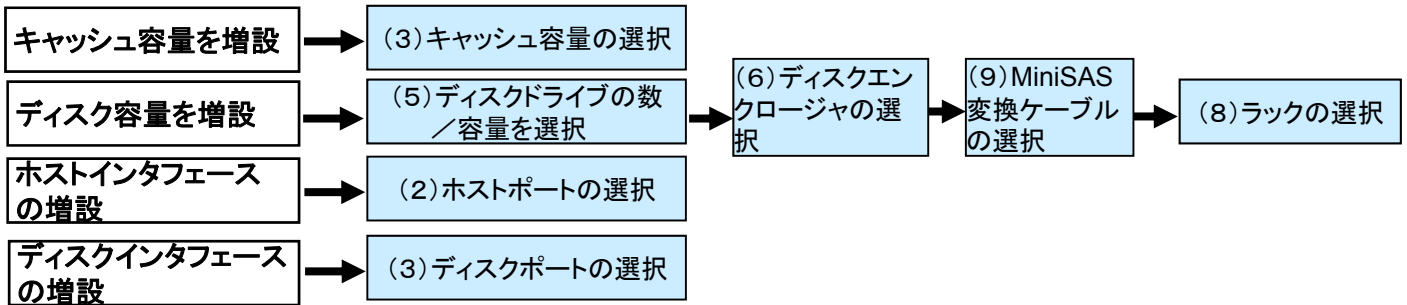 キャッシュ容量を増設
(3)キャッシュ容量の選択
ディスク容量を増設
(5)ディスクドライブの数
／容量を選択
(6)ディスクエン
クロージャの選
択
(9)MiniSAS
変換ケーブル
の選択
(8)ラックの選択
ホストインタフェース
の増設
(2)ホストポートの選択
ディスクインタフェース
の増設
(3)ディスクポートの選択